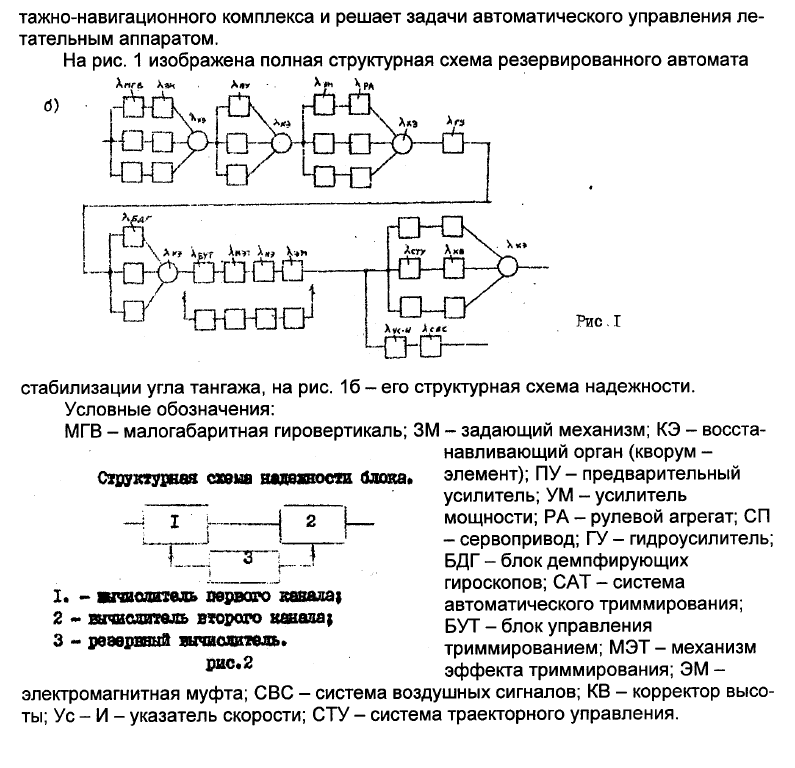 тажно-навигационного комплекса и решает задачи автоматического управления ле-
тательным аппаратом.
На рис. 1 изображена полная структурная схема резервированного автомата
б)
λмгв λзм λкэ λпу λкэ λум λРА λкэ λгу
λБДГ λкэ λБУТ λмэт λкэ λэм λсту λкв λкэ
Рис.I
λус-и λсвс
стабилизации угла тангажа, на рис. 1б – его структурная схема надежности.
Условные обозначения:
МГВ – малогабаритная гировертикаль; ЗМ – задающий механизм; КЭ – восста-
навливающий орган (кворум –
элемент); ПУ – предварительный
усилитель; УМ – усилитель
мощности; РА – рулевой агрегат; СП
– сервопривод; ГУ – гидроусилитель;
БДГ – блок демпфирующих
гироскопов; САТ – система
автоматического триммирования;
БУТ – блок управления
триммированием; МЭТ – механизм
эффекта триммирования; ЭМ –
Структурная схема надежности блока.
I 2
3
I. – вычислитель первого канала;
2 – вычислитель второго канала;
3 – резервный вычислитель.
рис.2
электромагнитная муфта; СВС – система воздушных сигналов; КВ – корректор высо-
ты; Ус – И – указатель скорости; СТУ – система траекторного управления.